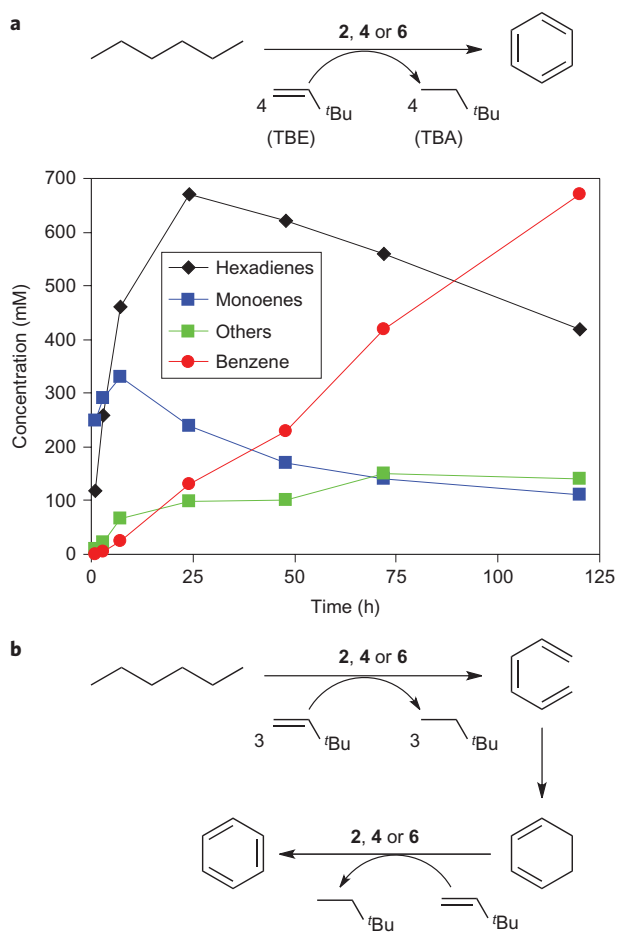 a
2, 4 or 6
4 ᵗBu 4 ᵗBu
(TBE) (TBA)
700
600
500
400
300
200
100
0
Concentration (mM)
Hexadienes
Monoenes
Others
Benzene
0 25 50 75 100 125
Time (h)
b
2, 4 or 6
3 ᵗBu 3 ᵗBu
2, 4 or 6
ᵗBu ᵗBu